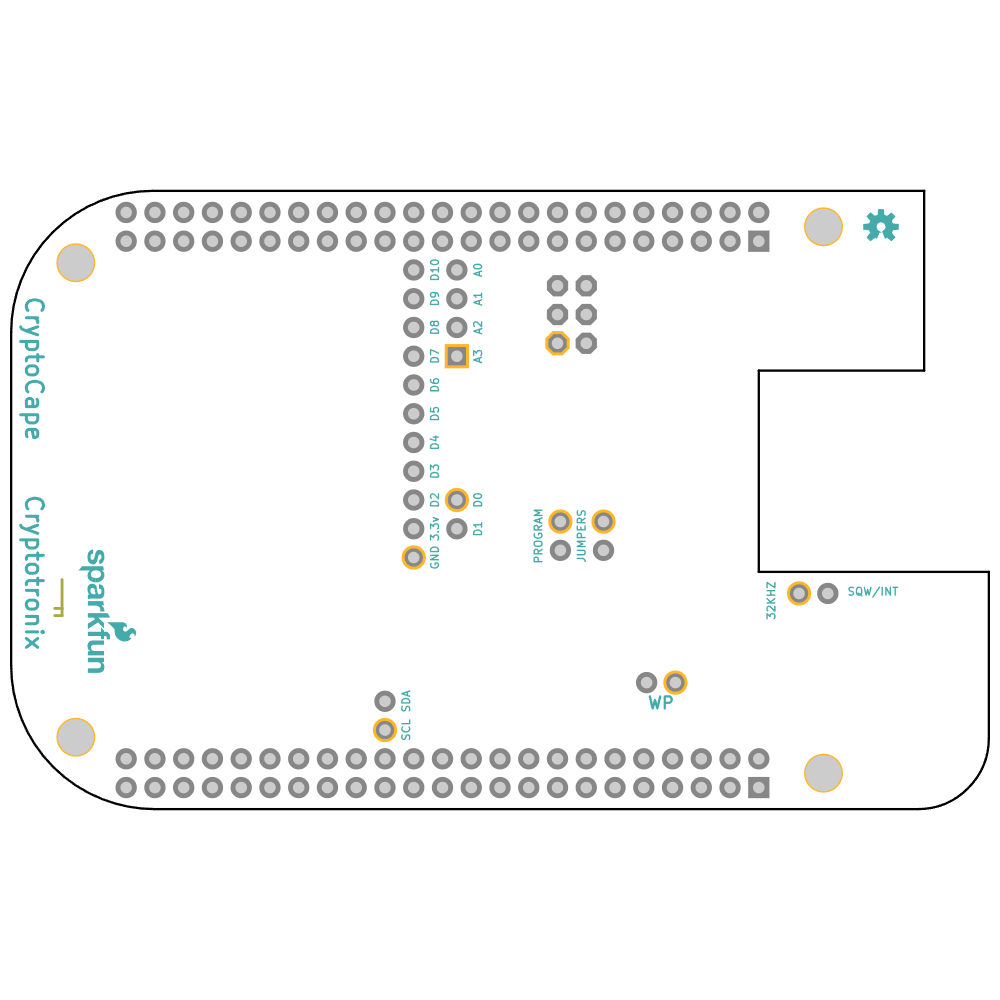 CryptoCape
Cryptotronix
sparkfun
D10 A0
D9 A1
D8 A2
D7 A3
D6
D5
D4
D3
D2 D0
3.3v D1
GND
PROGRAM
JUMPERS
32KHZ
SQW/INT
WP
SDA
SCL